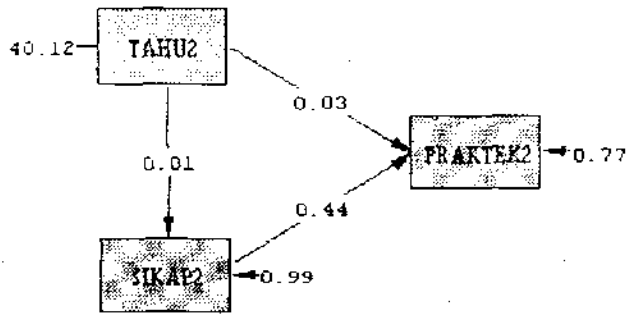 40.12 TAHU2
0.03
PRAKTEK2 0.77
0.01
0.44
SIKAP2 0.99